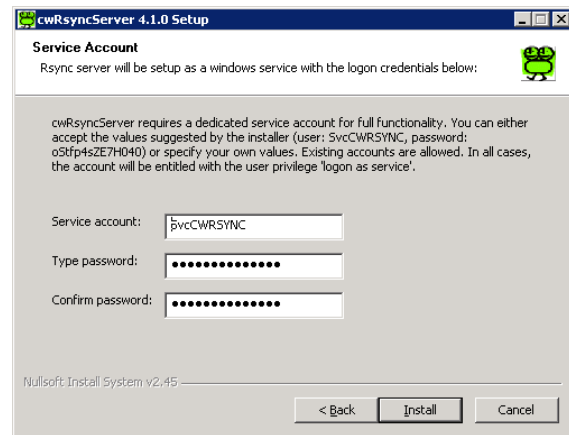 cwRsyncServer 4.1.0 Setup
Service Account
Rsync server will be setup as a windows service with the logon credentials below:
cwRsyncServer requires a dedicated service account for full functionality. You can either
accept the values suggested by the installer (user: SvcCWRSYNC, password:
oStfp4sZE7H040) or specify your own values. Existing accounts are allowed. In all cases,
the account will be entitled with the user privilege 'logon as service'.
Service account:
SvcCWRSYNC
Type password:
●●●●●●●●●●●●●●
Confirm password:
●●●●●●●●●●●●●●
Nullsoft Install System v2.45
< Back
Install
Cancel